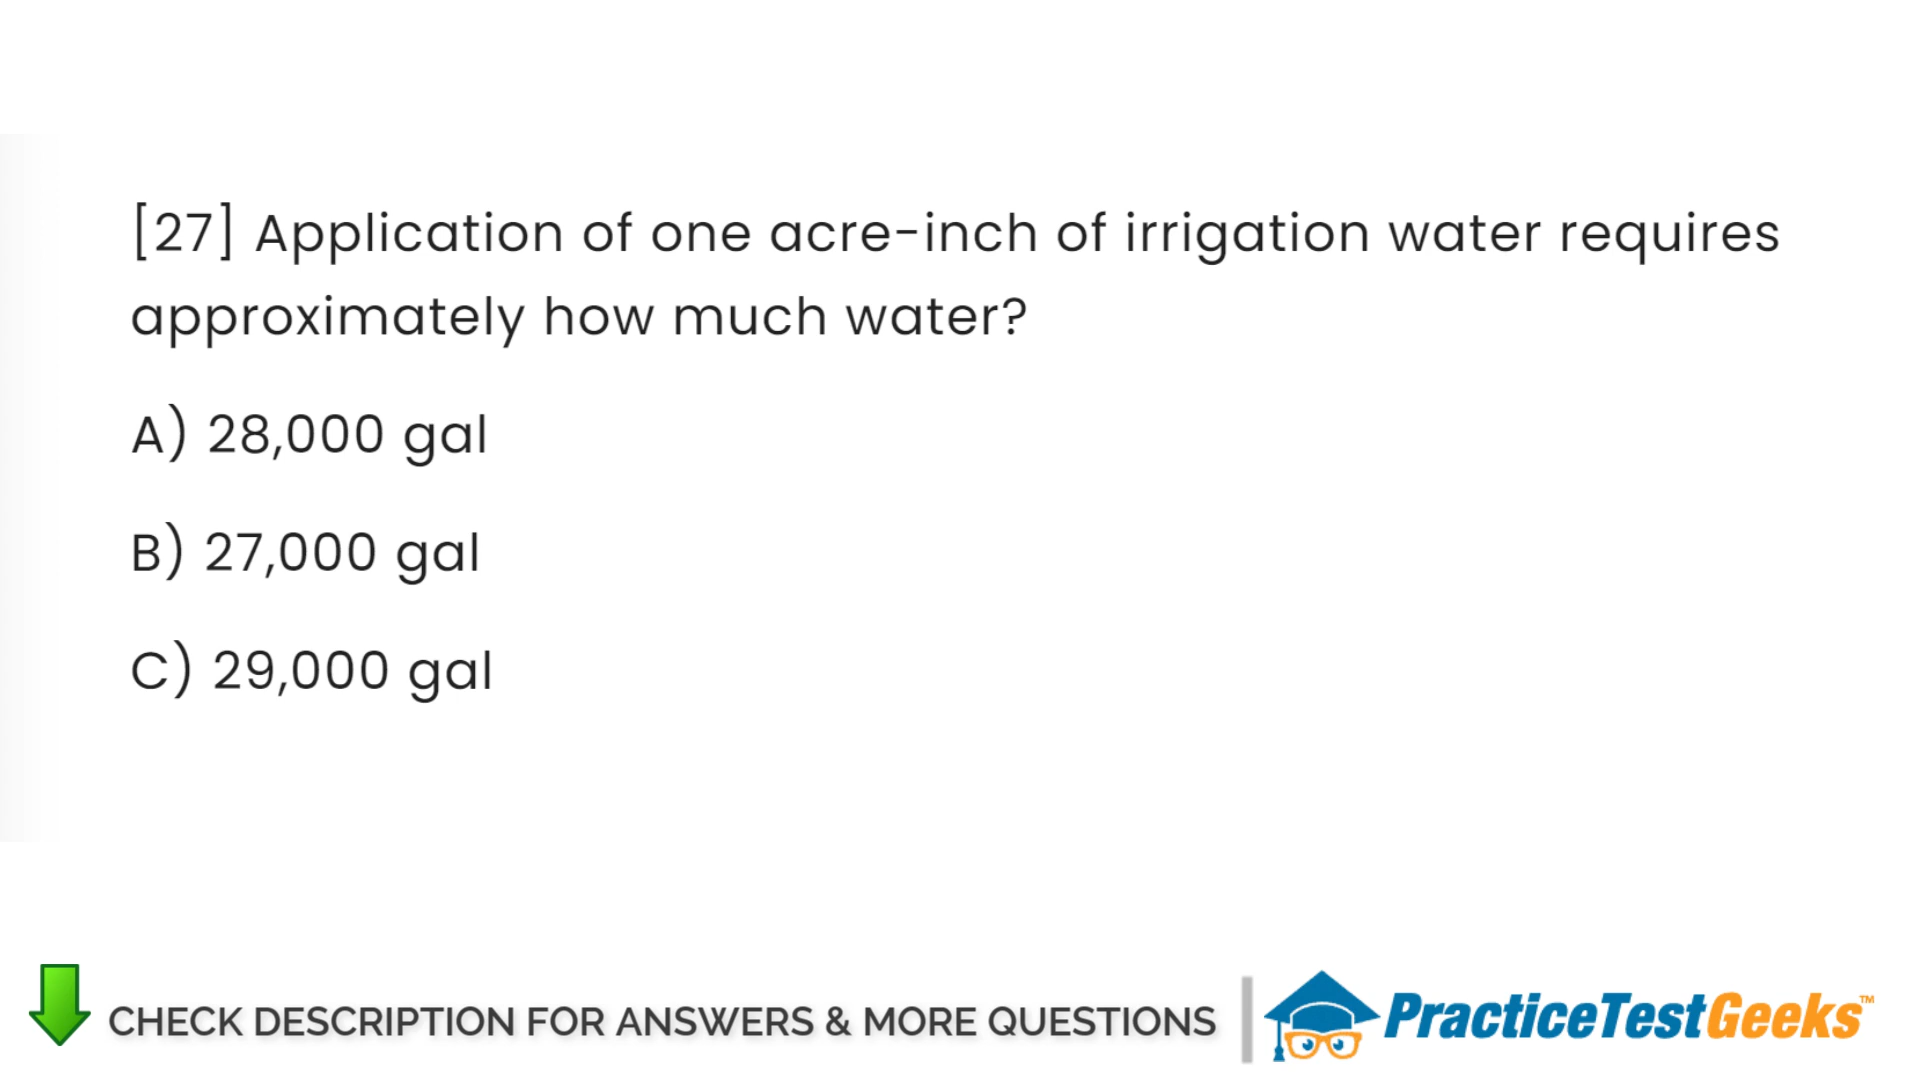 [27] Application of one acre-inch of irrigation water requires
approximately how much water?
A) 28,000 gal
B) 27,000 gal
C) 29,000 gal
CHECK DESCRIPTION FOR ANSWERS & MORE QUESTIONS
PracticeTestGeeks™